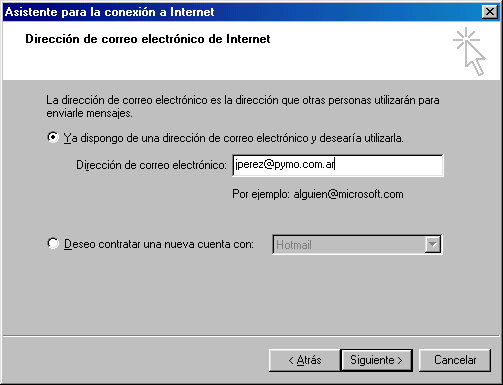 Asistente para la conexión a Internet
Dirección de correo electrónico de Internet
La dirección de correo electrónico es la dirección que otras personas utilizarán para
enviarle mensajes.
Ya dispongo de una dirección de correo electrónico y desearía utilizarla.
Dirección de correo electrónico: jperez@pymo.com.ar
Por ejemplo: alguien@microsoft.com
Deseo contratar una nueva cuenta con: Hotmail
< Atrás Siguiente > Cancelar